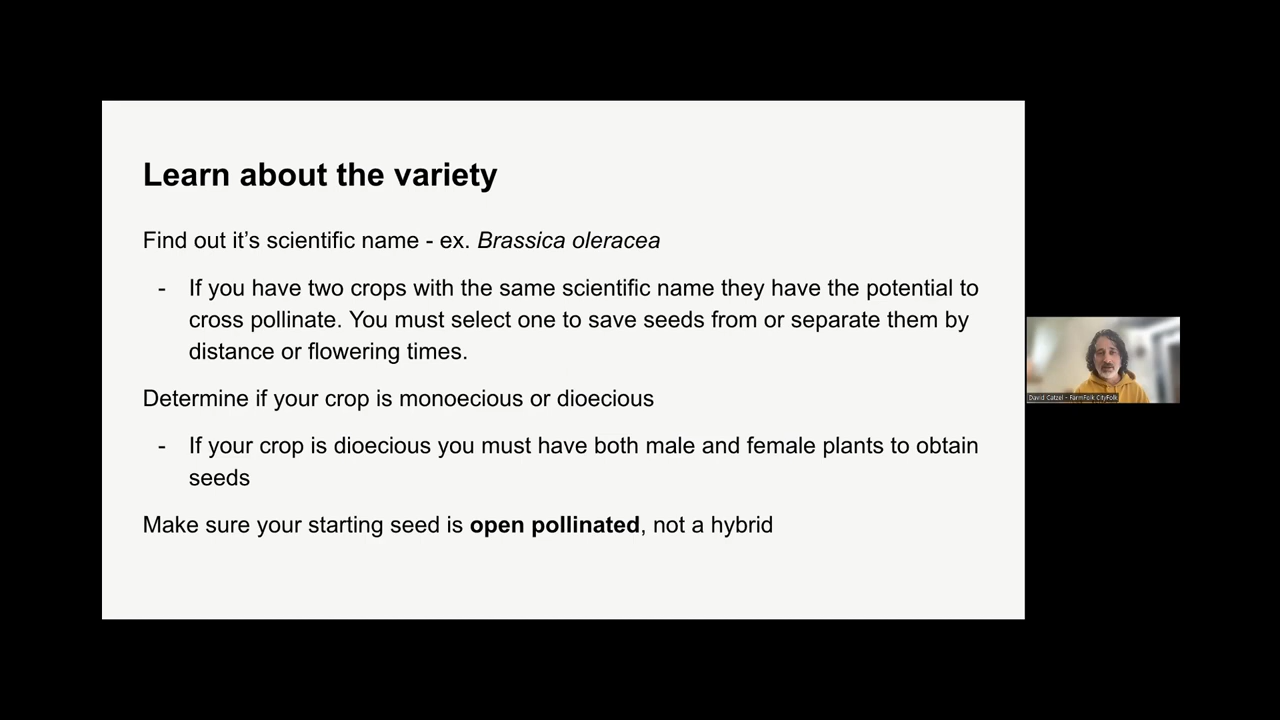 Learn about the variety
Find out it’s scientific name - ex. Brassica oleracea
- If you have two crops with the same scientific name they have the potential to
cross pollinate. You must select one to save seeds from or separate them by
distance or flowering times.
Determine if your crop is monoecious or dioecious
- If your crop is dioecious you must have both male and female plants to obtain
seeds
Make sure your starting seed is open pollinated, not a hybrid
David Catzel - FarmFolk CityFolk